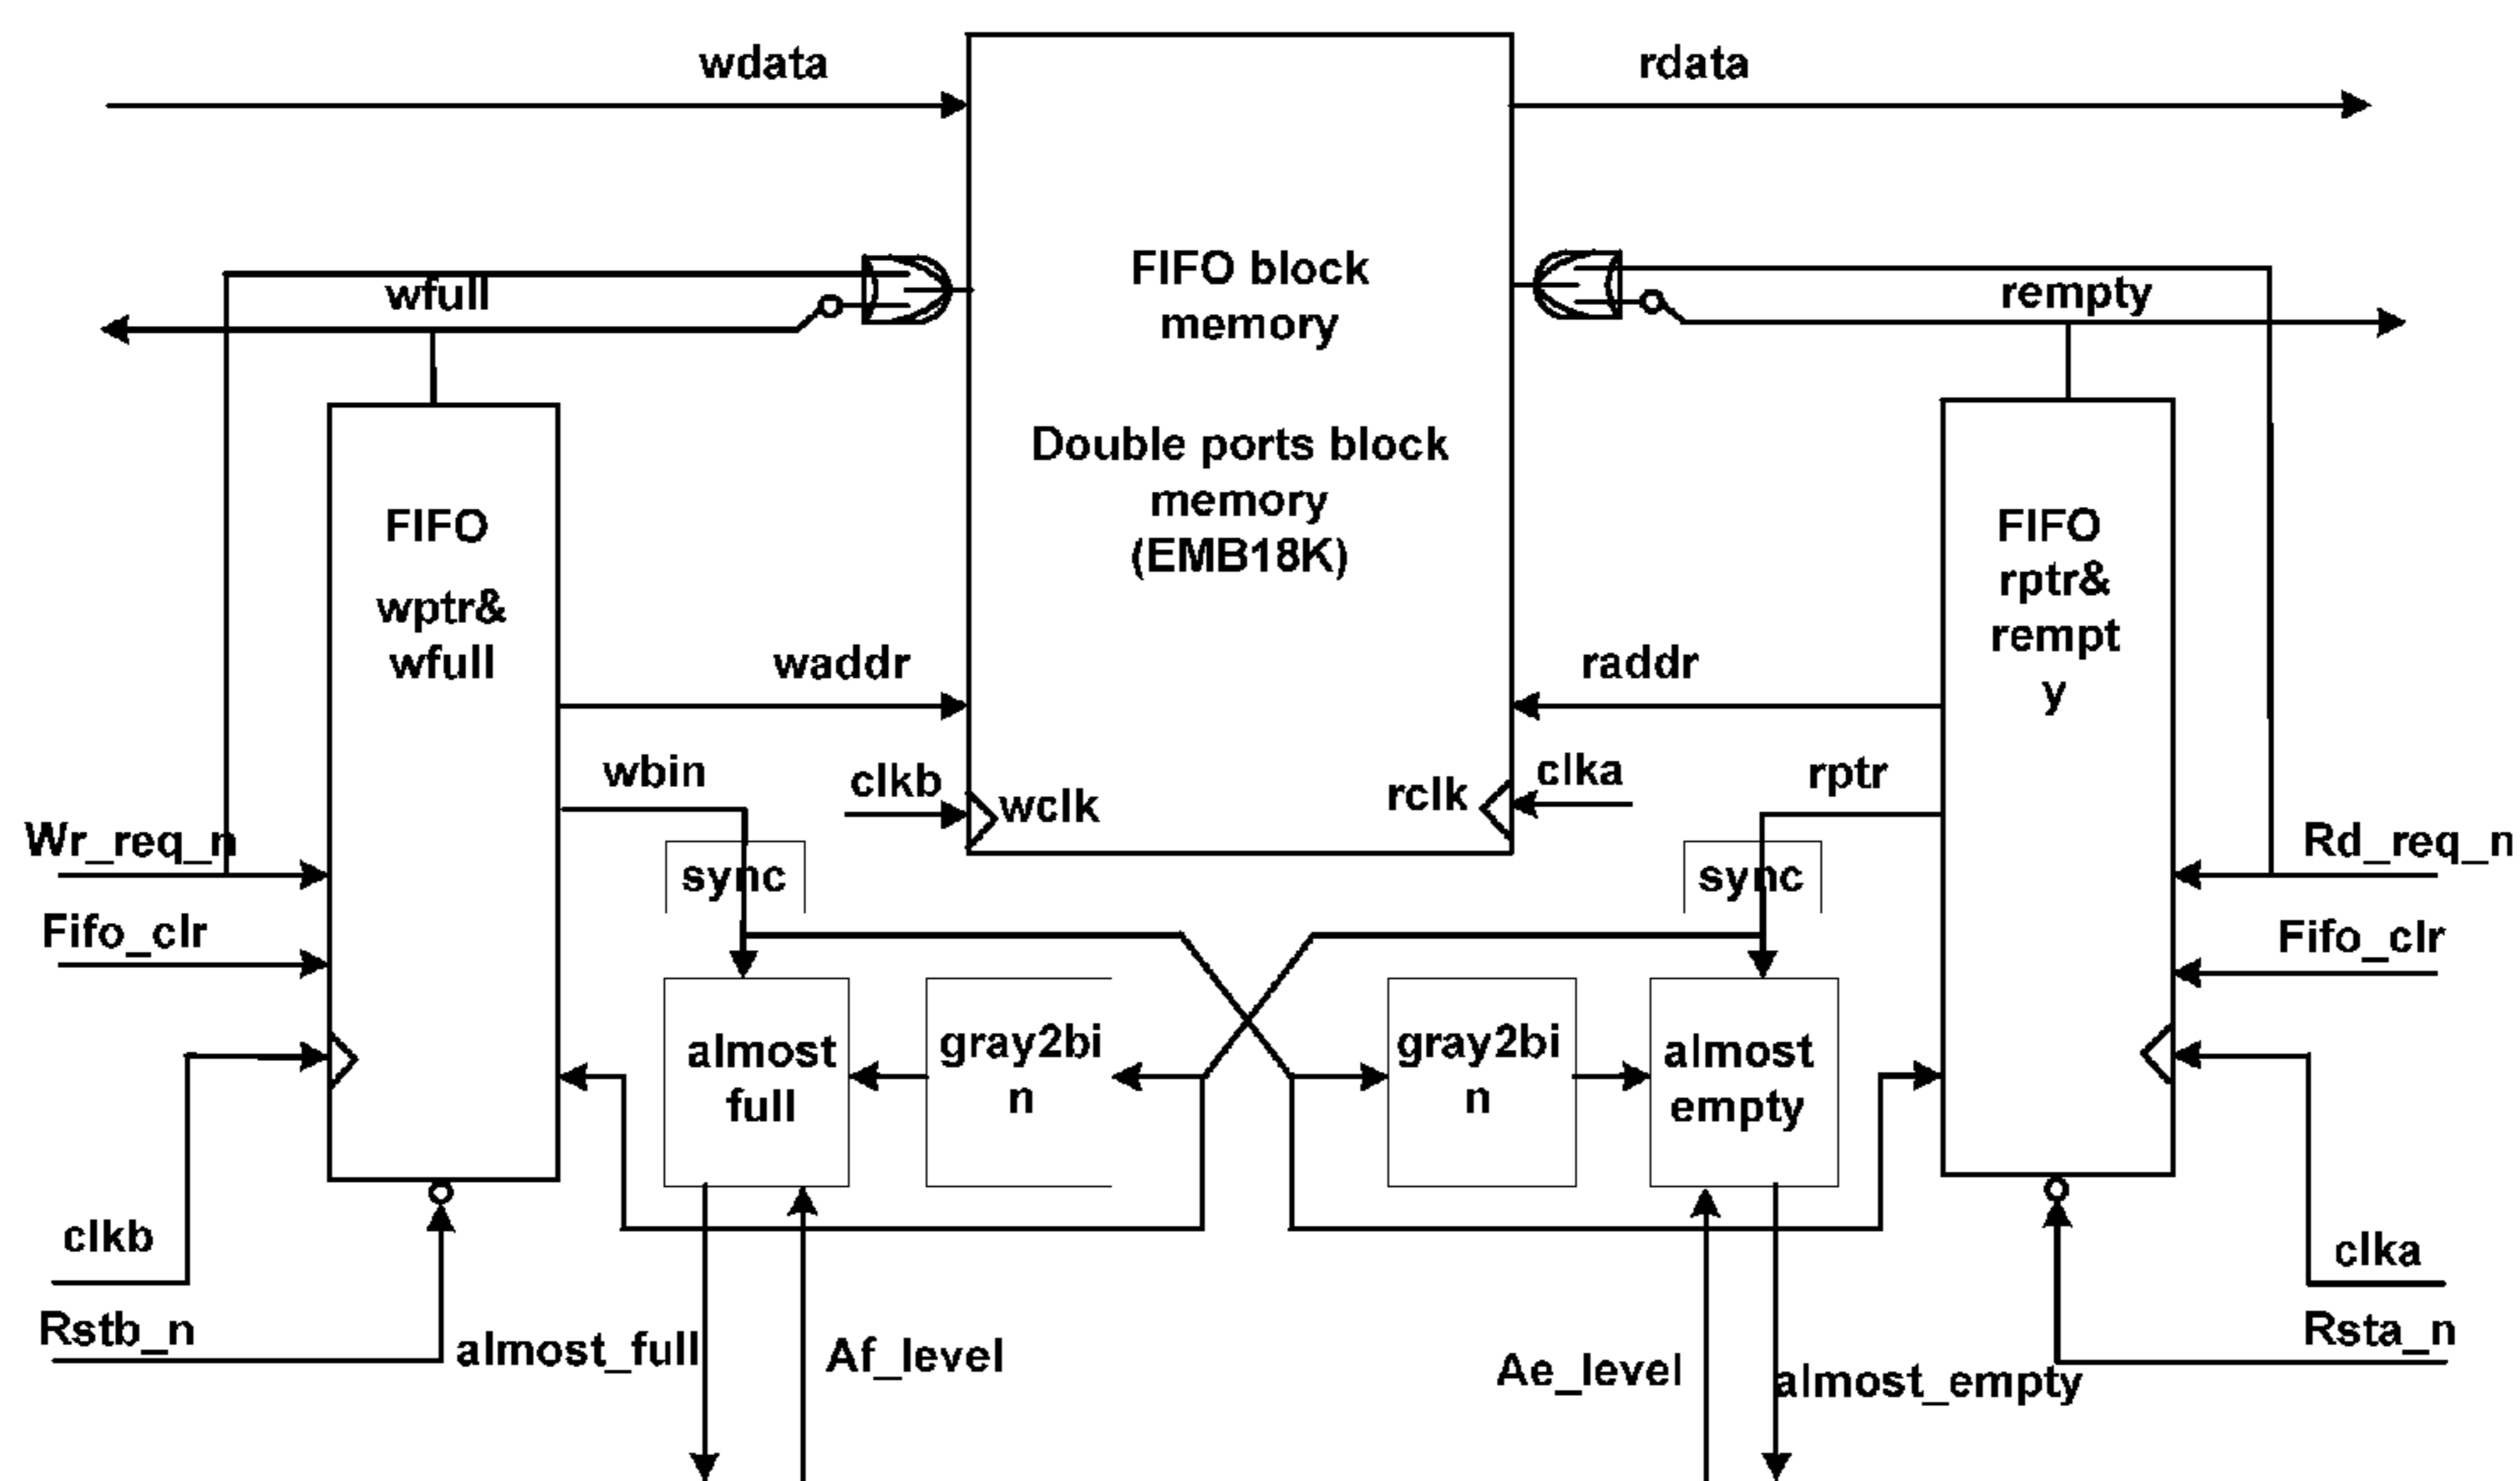 wdata
rdata
wfull
rempty
FIFO block
memory
Double ports block
memory
(EMB18K)
FIFO
wptr&
wfull
FIFO
rptr&
rempt
y
waddr
raddr
wbin
clkb
wclk
rclk
clka
rptr
Wr_req_n
sync
sync
Rd_req_n
Fifo_clr
Fifo_clr
almost
full
gray2bi
n
gray2bi
n
almost
empty
clkb
clka
Rstb_n
almost_full
Af_level
Ae_level
almost_empty
Rsta_n